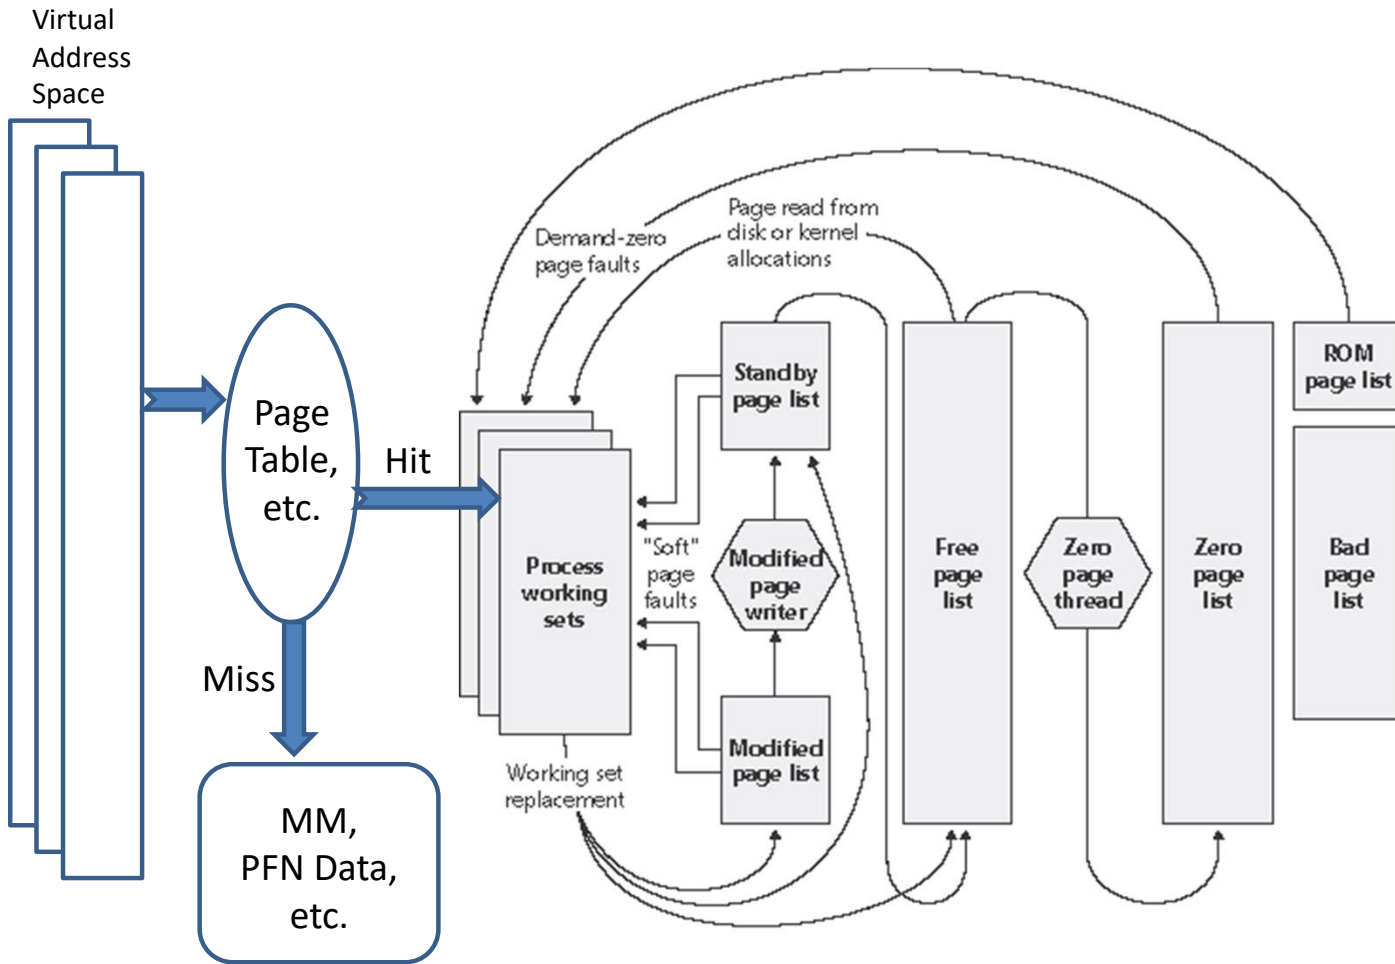 Virtual
Address
Space
Page
Table,
etc.
Hit
Miss
MM,
PFN Data,
etc.
Demand-zero
page faults
Page read from
disk or kernel
allocations
Standby
page list
ROM
page list
Process
working
sets
"Soft"
page
faults
Modified
page
writer
Free
page
list
Zero
page
thread
Zero
page
list
Bad
page
list
Modified
page list
Working set
replacement